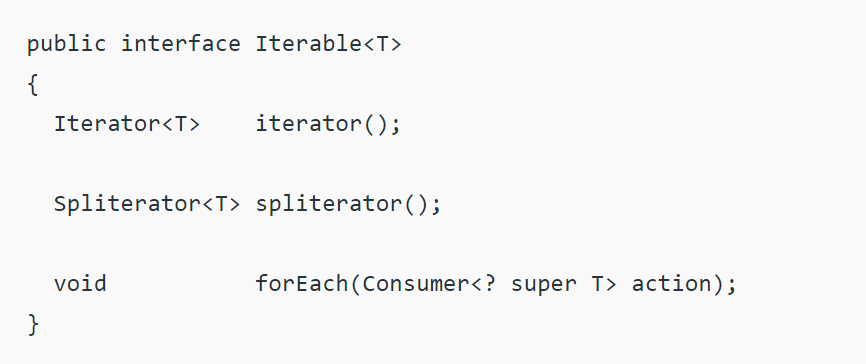 public interface Iterable<T>
{
  Iterator<T>    iterator();
  Spliterator<T> spliterator();
  void           forEach(Consumer<? super T> action);
}